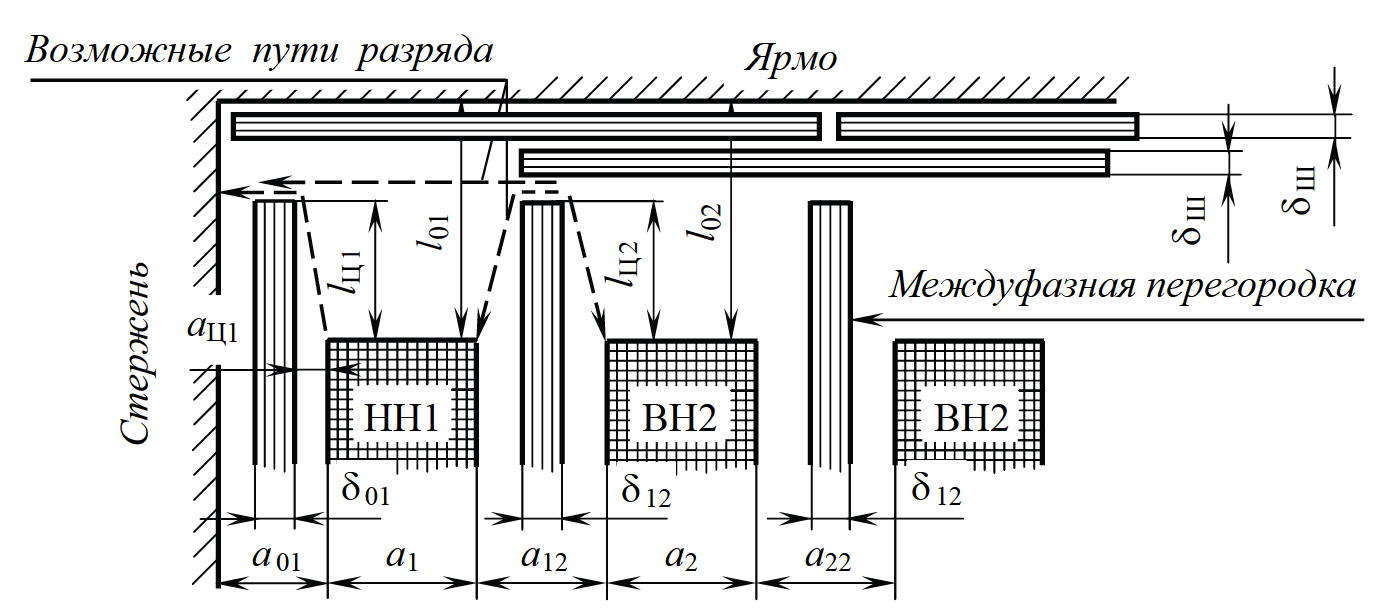 Возможные пути разряда
Ярмо
Стержень
aЦ1
lЦ1
l01
lЦ2
l02
δШ
δШ
Междуфазная перегородка
НН1
ВН2
ВН2
δ01
δ12
δ12
a01
a1
a12
a2
a22